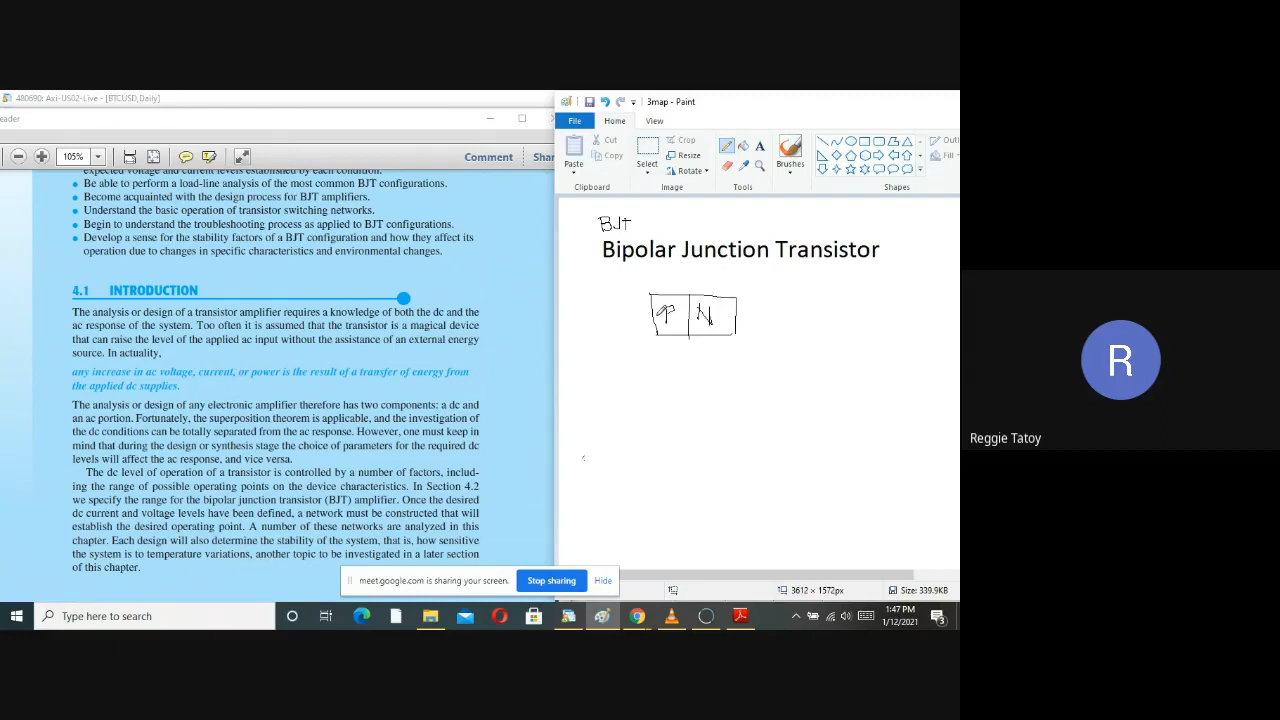 480690: Axi-US02-Live - [BTCUSD,Daily]
eader
105%
Comment
Shar
expected voltage and current levels established by each condition.
Be able to perform a load-line analysis of the most common BJT configurations.
Become acquainted with the design process for BJT amplifiers.
Understand the basic operation of transistor switching networks.
Begin to understand the troubleshooting process as applied to BJT configurations.
Develop a sense for the stability factors of a BJT configuration and how they affect its
operation due to changes in specific characteristics and environmental changes.
4.1 INTRODUCTION
The analysis or design of a transistor amplifier requires a knowledge of both the dc and the
ac response of the system. Too often it is assumed that the transistor is a magical device
that can raise the level of the applied ac input without the assistance of an external energy
source. In actuality,
any increase in ac voltage, current, or power is the result of a transfer of energy from
the applied dc supplies.
The analysis or design of any electronic amplifier therefore has two components: a dc and
an ac portion. Fortunately, the superposition theorem is applicable, and the investigation of
the dc conditions can be totally separated from the ac response. However, one must keep in
mind that during the design or synthesis stage the choice of parameters for the required dc
levels will affect the ac response, and vice versa.
The dc level of operation of a transistor is controlled by a number of factors, includ-
ing the range of possible operating points on the device characteristics. In Section 4.2
we specify the range for the bipolar junction transistor (BJT) amplifier. Once the desired
dc current and voltage levels have been defined, a network must be constructed that will
establish the desired operating point. A number of these networks are analyzed in this
chapter. Each design will also determine the stability of the system, that is, how sensitive
the system is to temperature variations, another topic to be investigated in a later section
of this chapter.
3map - Paint
File Home View
Paste
Cut
Copy
Clipboard
Select
Crop
Resize
Rotate
Image
A
Tools
Brushes
Shapes
Outl
Fill
BJT
Bipolar Junction Transistor
P N
3612 × 1572px
Size: 339.9KB
meet.google.com is sharing your screen.
Stop sharing
Hide
Type here to search
1:47 PM
1/12/2021
3
R
Reggie Tatoy